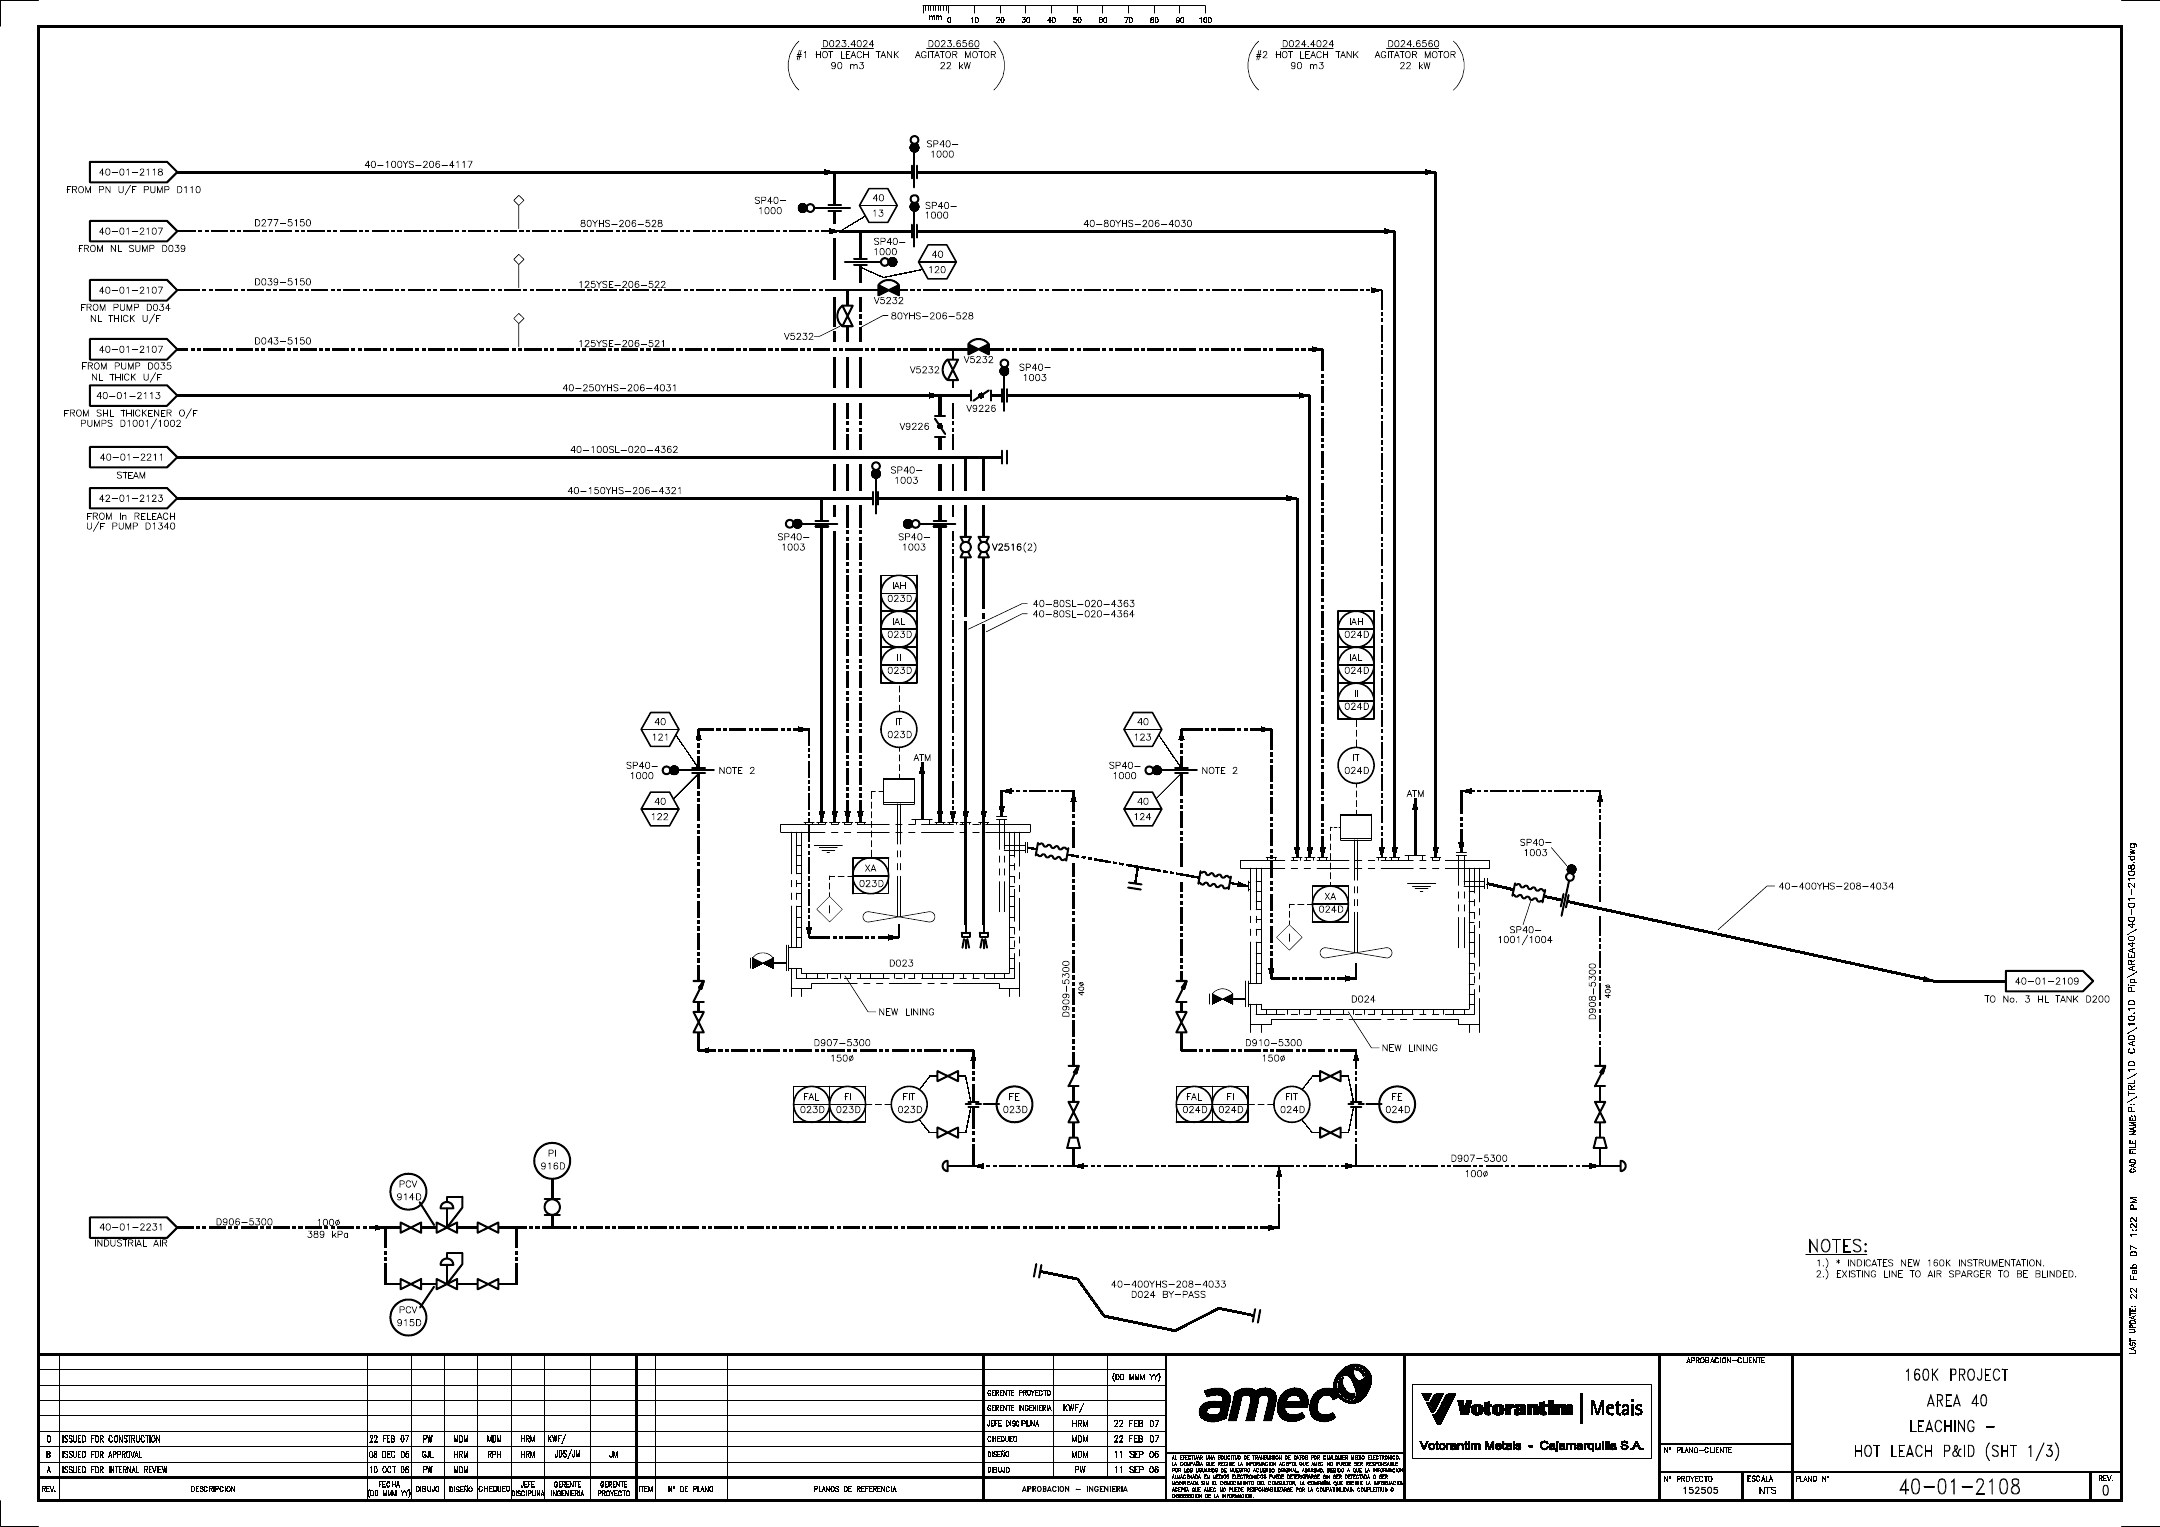 mm 0 10 20 30 40 50 60 70 80 90 100
D023.4024
#1 HOT LEACH TANK
90 m3
D023.6560
AGITATOR MOTOR
22 kW
D024.4024
#2 HOT LEACH TANK
90 m3
D024.6560
AGITATOR MOTOR
22 kW
40-01-2118
FROM PN U/F PUMP D110
40-100YS-206-4117
SP40-
1000
SP40-
1000
40
13
SP40-
1000
40-01-2107
FROM NL SUMP D039
D277-5150
80YHS-206-528
40-80YHS-206-4030
SP40-
1000
40
120
40-01-2107
FROM PUMP D034
NL THICK U/F
D039-5150
125YSE-206-522
V5232
V5232
80YHS-206-528
40-01-2107
FROM PUMP D035
NL THICK U/F
D043-5150
125YSE-206-521
V5232
V5232
SP40-
1003
40-01-2113
FROM SHL THICKENER O/F
PUMPS D1001/1002
40-250YHS-206-4031
V9226
V9226
40-01-2211
STEAM
40-100SL-020-4362
SP40-
1003
42-01-2123
FROM In RELEACH
U/F PUMP D1340
40-150YHS-206-4321
SP40-
1003
SP40-
1003
V2516(2)
IAH
023D
IAL
023D
II
023D
IT
023D
40-80SL-020-4363
40-80SL-020-4364
IAH
024D
IAL
024D
II
024D
IT
024D
40
121
SP40-
1000
NOTE 2
40
122
ATM
XA
023D
I
D023
NEW LINING
40
123
SP40-
1000
NOTE 2
40
124
ATM
XA
024D
I
D024
NEW LINING
SP40-
1003
SP40-
1001/1004
40-400YHS-208-4034
40-01-2109
TO No. 3 HL TANK D200
D909-5300
40ø
D908-5300
40ø
D907-5300
150ø
D910-5300
150ø
FAL
023D
FI
023D
FIT
023D
FE
023D
FAL
024D
FI
024D
FIT
024D
FE
024D
D907-5300
100ø
PI
916D
PCV
914D
PCV
915D
40-01-2231
INDUSTRIAL AIR
D906-5300
100ø
389 kPa
40-400YHS-208-4033
D024 BY-PASS
NOTES:
1.) * INDICATES NEW 160K INSTRUMENTATION.
2.) EXISTING LINE TO AIR SPARGER TO BE BLINDED.
LAST UPDATE: 22 Feb 07 1:22 PM CAD FILE NAME: P:\TRL\1D CAD\10.1D Pip\AREA40\40-01-2108.dwg
0 ISSUED FOR CONSTRUCTION 22 FEB 07 PW MDM MDM HRM KWF/
B ISSUED FOR APPROVAL 08 DEC 06 GJL HRM RPH HRM JDS/JM JM
A ISSUED FOR INTERNAL REVIEW 10 OCT 06 PW MDM
REV. DESCRIPCION FECHA (DD MMM YY) DIBUJO DISEÑO CHEQUEO JEFE DISCIPLINA GERENTE INGENIERIA GERENTE PROYECTO
ITEM Nº DE PLANO PLANOS DE REFERENCIA
(DD MMM YY)
GERENTE PROYECTO
GERENTE INGENIERIA KWF/
JEFE DISCIPLINA HRM 22 FEB 07
CHEQUEO MDM 22 FEB 07
DISEÑO MDM 11 SEP 06
DIBUJO PW 11 SEP 06
APROBACION - INGENIERIA
amec
Votorantim | Metais
Votorantim Metais - Cajamarquilla S.A.
APROBACION-CLIENTE
Nº PLANO-CLIENTE
Nº PROYECTO
152505
ESCALA
NTS
160K PROJECT
AREA 40
LEACHING -
HOT LEACH P&ID (SHT 1/3)
PLANO Nº
40-01-2108
REV.
0